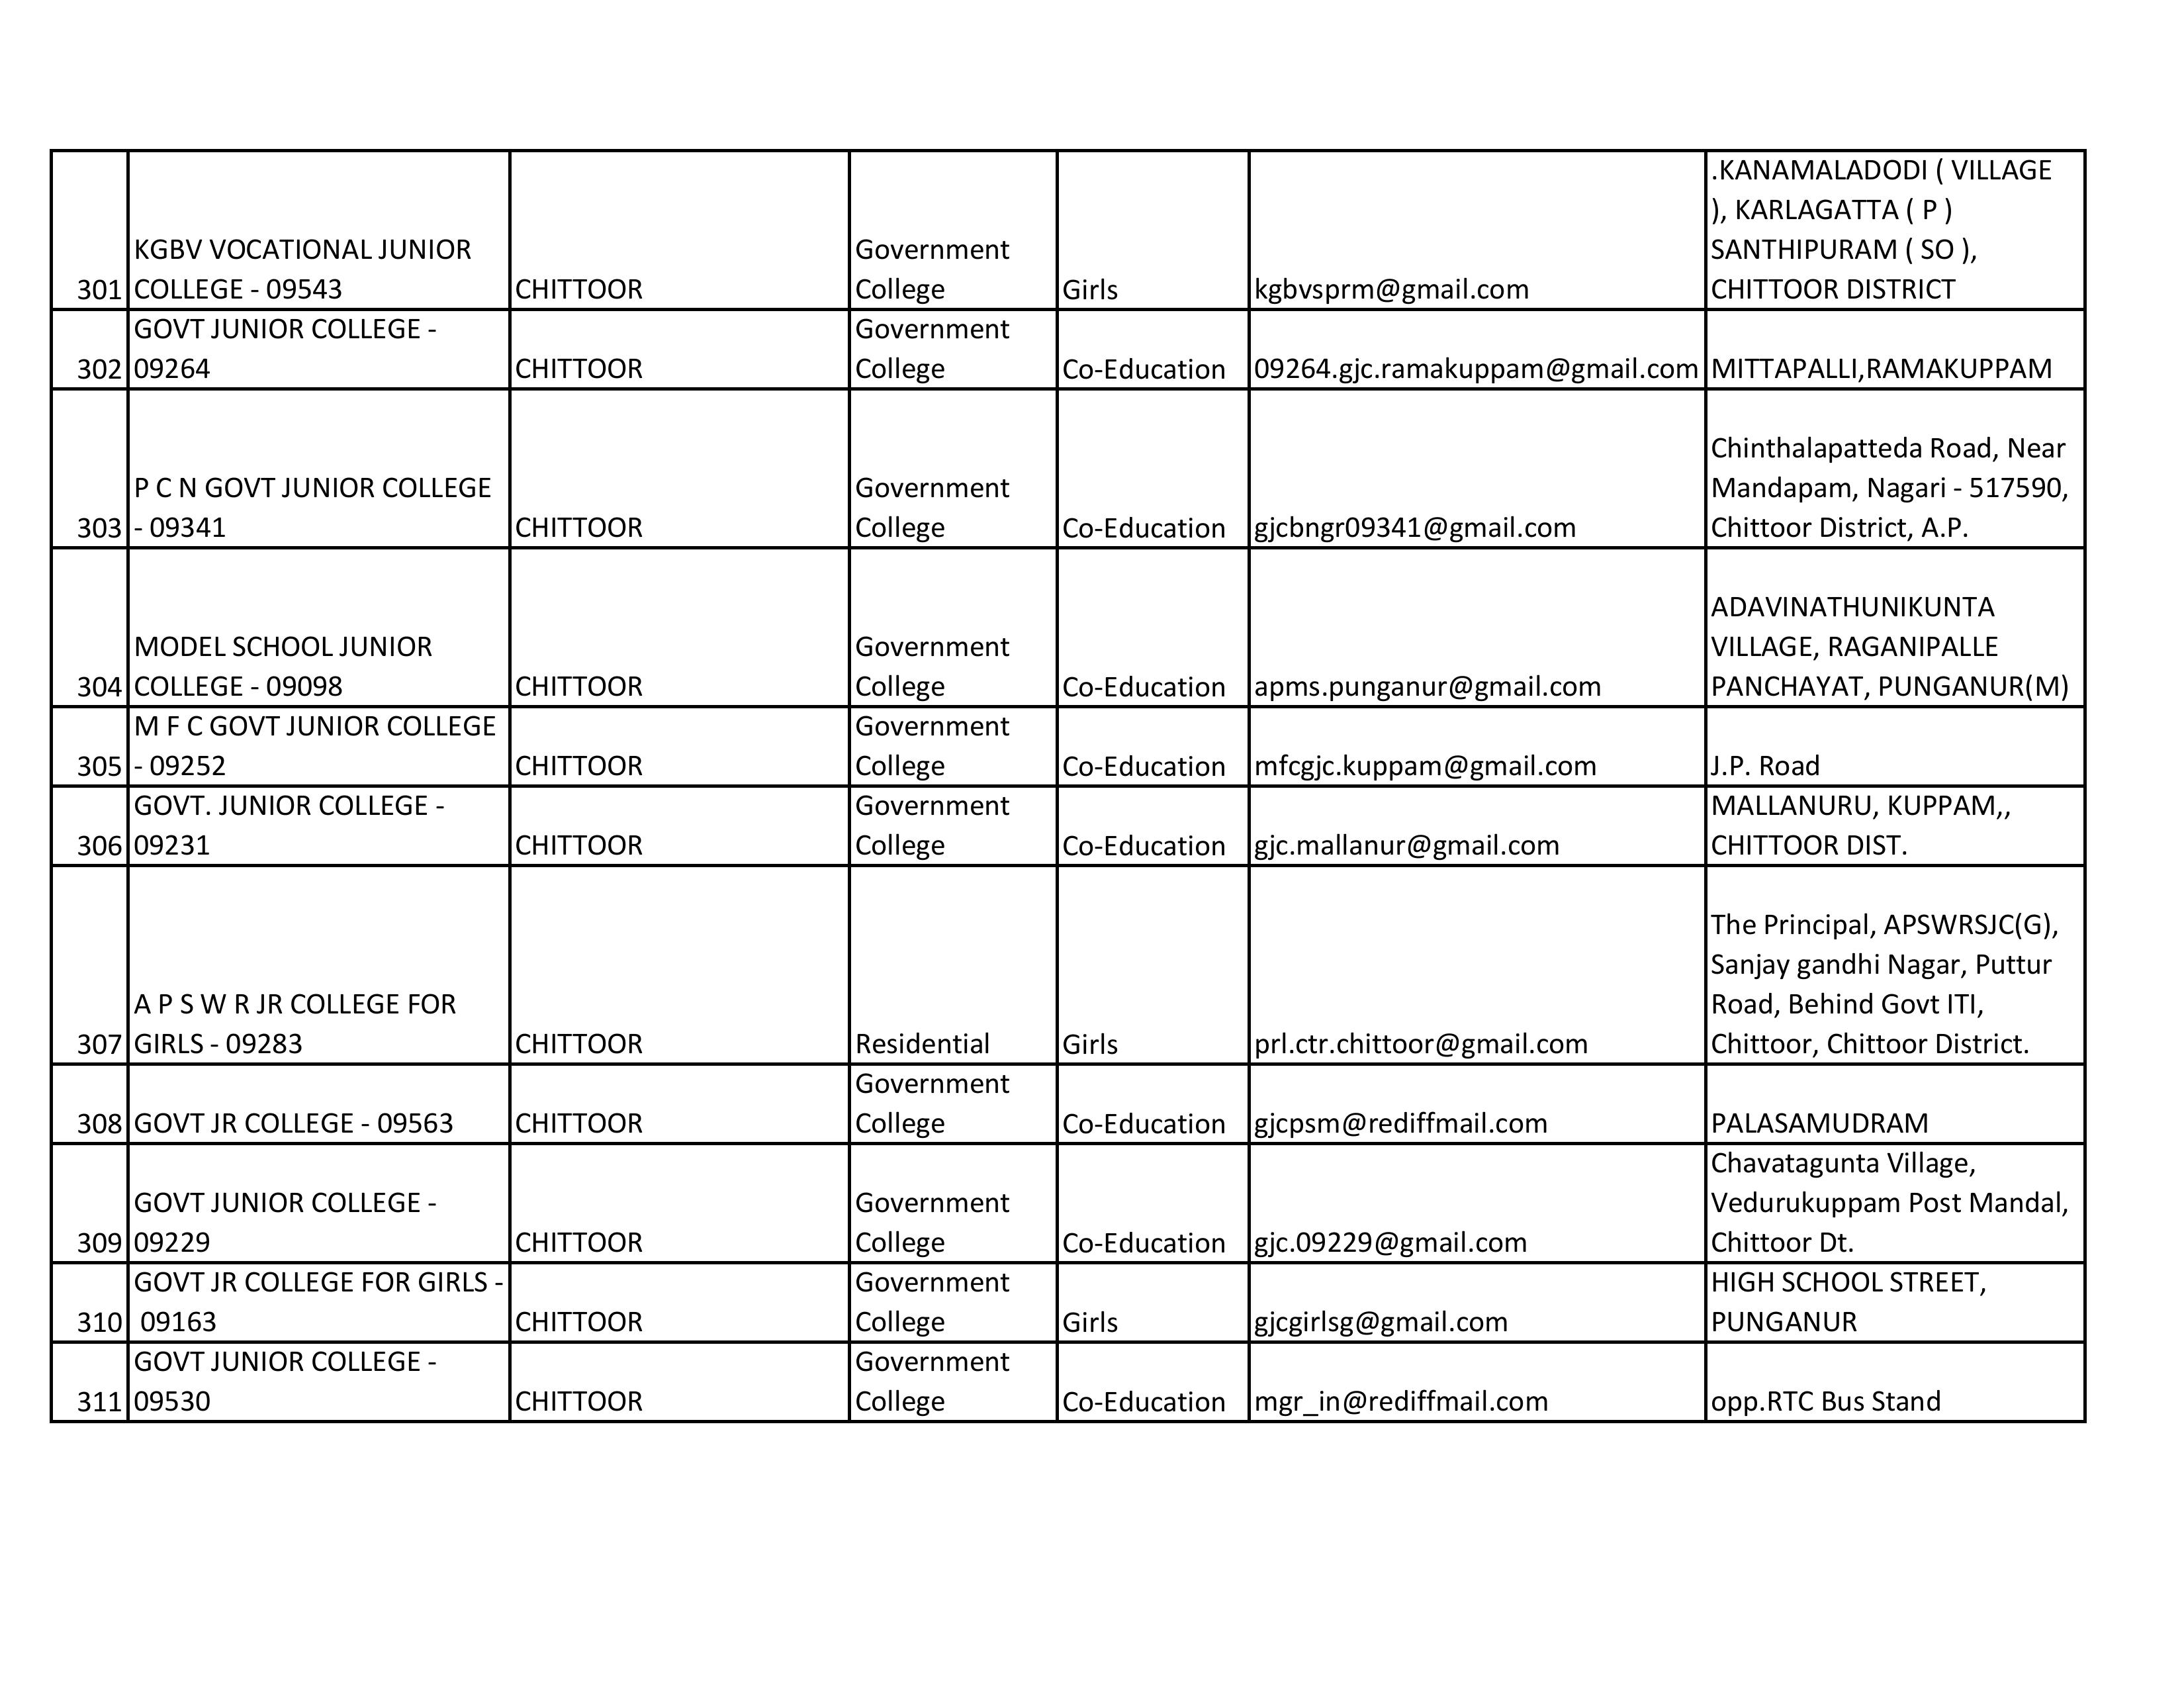 .KANAMALADODI ( VILLAGE
), KARLAGATTA ( P )
KGBV VOCATIONAL JUNIOR Government SANTHIPURAM ( SO ),
301 COLLEGE - 09543 CHITTOOR College Girls kgbvsprm@gmail.com CHITTOOR DISTRICT
GOVT JUNIOR COLLEGE - Government
302 09264 CHITTOOR College Co-Education 09264.gjc.ramakuppam@gmail.com MITTAPALLI,RAMAKUPPAM
Chinthalapatteda Road, Near
P C N GOVT JUNIOR COLLEGE Government Mandapam, Nagari - 517590,
303 - 09341 CHITTOOR College Co-Education gjcbngr09341@gmail.com Chittoor District, A.P.
ADAVINATHUNIKUNTA
MODEL SCHOOL JUNIOR Government VILLAGE, RAGANIPALLE
304 COLLEGE - 09098 CHITTOOR College Co-Education apms.punganur@gmail.com PANCHAYAT, PUNGANUR(M)
M F C GOVT JUNIOR COLLEGE Government
305 - 09252 CHITTOOR College Co-Education mfcgjc.kuppam@gmail.com J.P. Road
GOVT. JUNIOR COLLEGE - Government MALLANURU, KUPPAM,,
306 09231 CHITTOOR College Co-Education gjc.mallanur@gmail.com CHITTOOR DIST.
The Principal, APSWRSJC(G),
Sanjay gandhi Nagar, Puttur
A P S W R JR COLLEGE FOR Road, Behind Govt ITI,
307 GIRLS - 09283 CHITTOOR Residential Girls prl.ctr.chittoor@gmail.com Chittoor, Chittoor District.
Government
308 GOVT JR COLLEGE - 09563 CHITTOOR College Co-Education gjcpsm@rediffmail.com PALASAMUDRAM
Chavatagunta Village,
GOVT JUNIOR COLLEGE - Government Vedurukuppam Post Mandal,
309 09229 CHITTOOR College Co-Education gjc.09229@gmail.com Chittoor Dt.
GOVT JR COLLEGE FOR GIRLS - Government HIGH SCHOOL STREET,
310 09163 CHITTOOR College Girls gjcgirlsg@gmail.com PUNGANUR
GOVT JUNIOR COLLEGE - Government
311 09530 CHITTOOR College Co-Education mgr_in@rediffmail.com opp.RTC Bus Stand